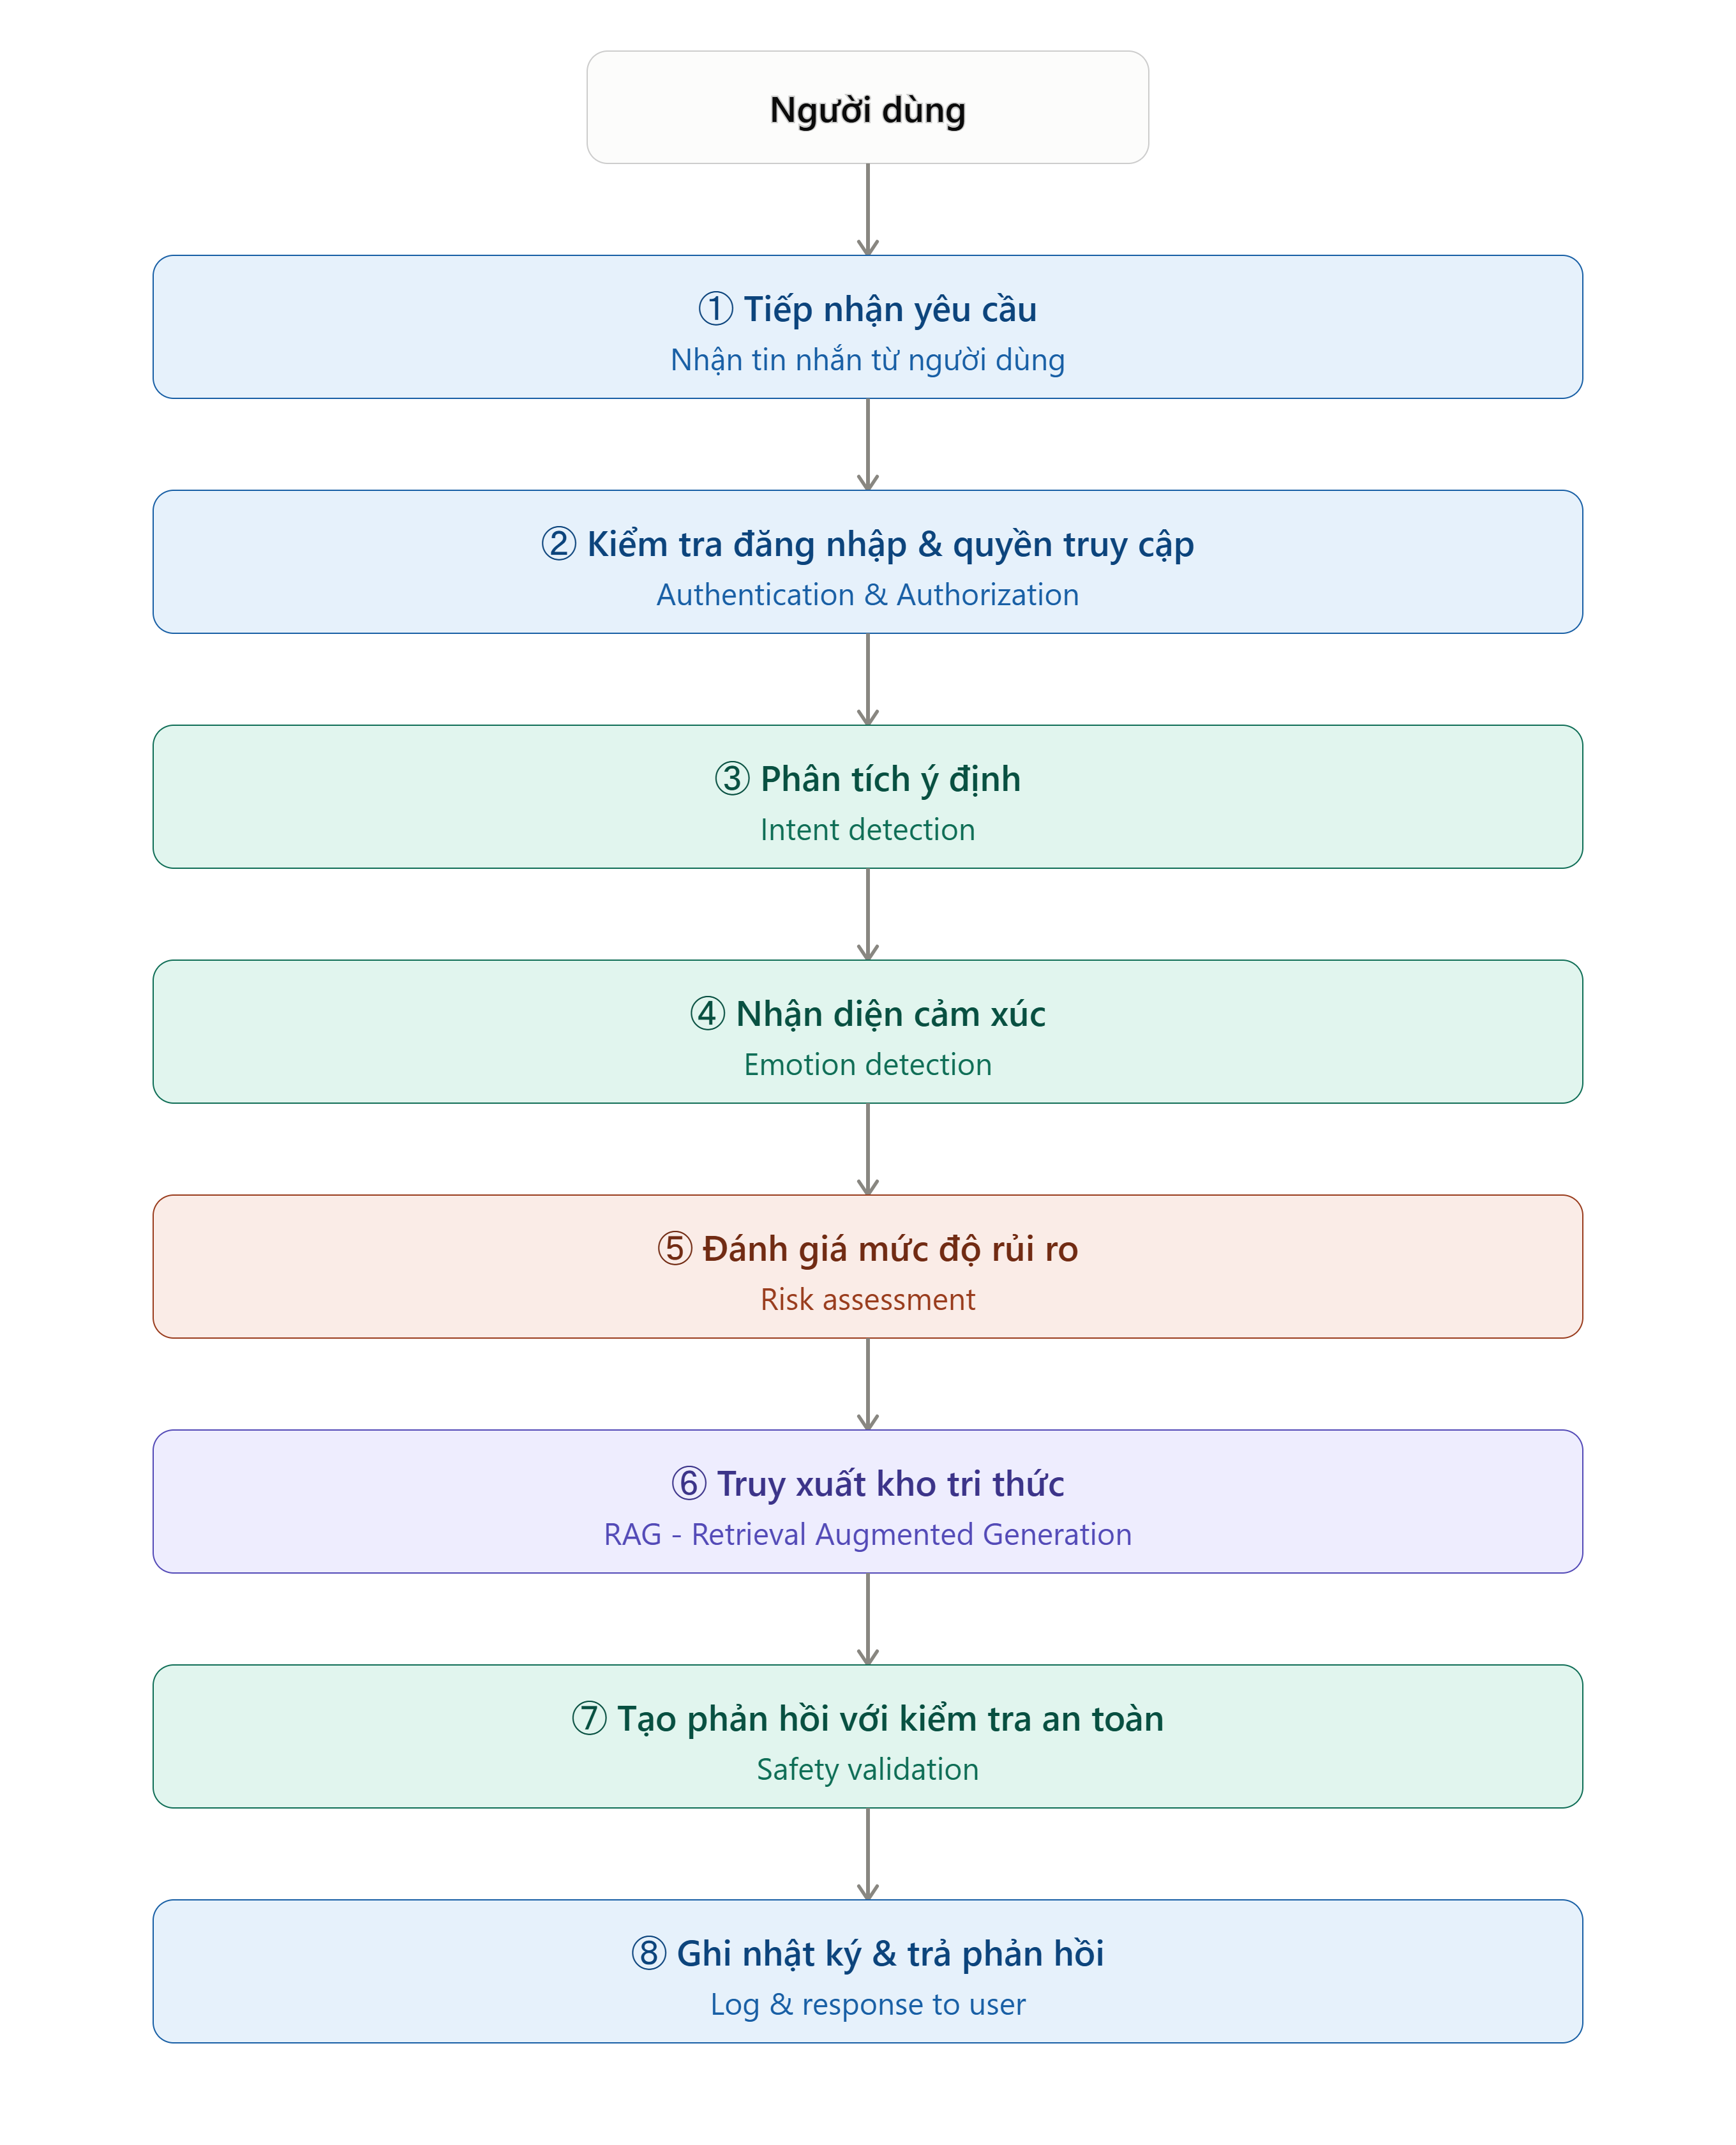 Người dùng
① Tiếp nhận yêu cầu
Nhận tin nhắn từ người dùng
② Kiểm tra đăng nhập & quyền truy cập
Authentication & Authorization
③ Phân tích ý định
Intent detection
④ Nhận diện cảm xúc
Emotion detection
⑤ Đánh giá mức độ rủi ro
Risk assessment
⑥ Truy xuất kho tri thức
RAG - Retrieval Augmented Generation
⑦ Tạo phản hồi với kiểm tra an toàn
Safety validation
⑧ Ghi nhật ký & trả phản hồi
Log & response to user